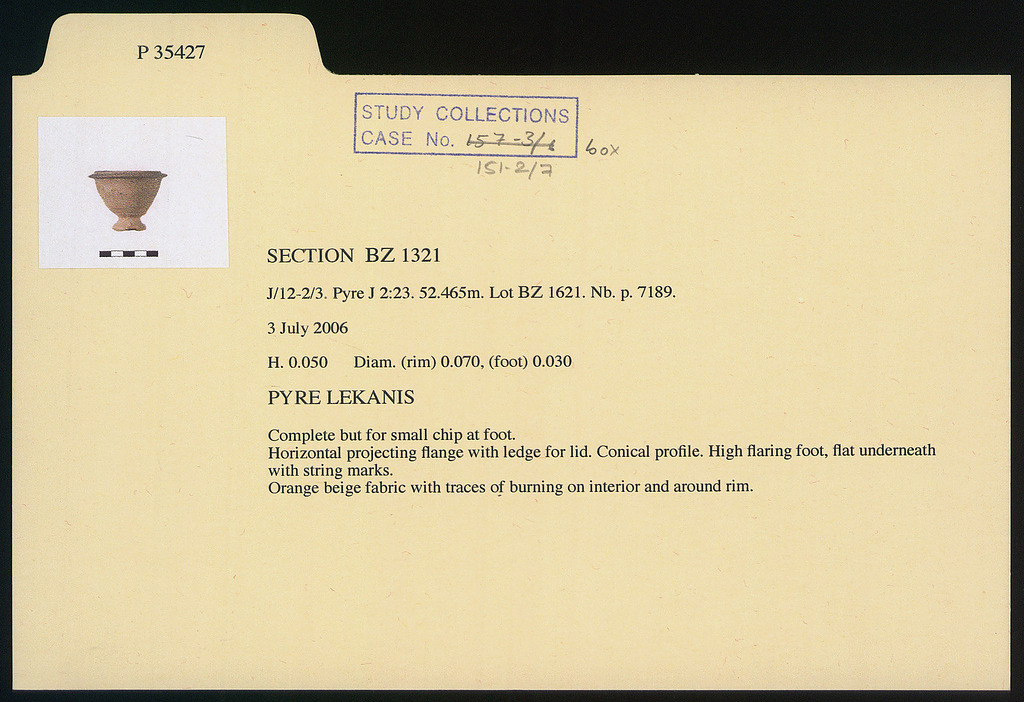 P 35427
STUDY COLLECTIONS
CASE No. 157-3/6 box
151-2/7
SECTION BZ 1321
J/12-2/3. Pyre J 2:23. 52.465m. Lot BZ 1621. Nb. p. 7189.
3 July 2006
H. 0.050 Diam. (rim) 0.070, (foot) 0.030
PYRE LEKANIS
Complete but for small chip at foot.
Horizontal projecting flange with ledge for lid. Conical profile. High flaring foot, flat underneath
with string marks.
Orange beige fabric with traces of burning on interior and around rim.